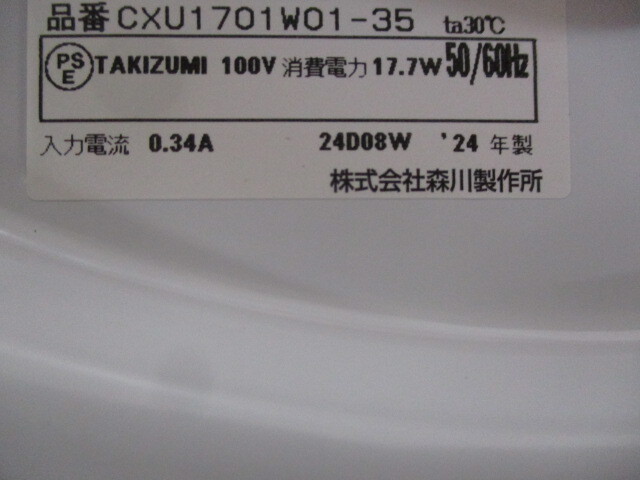 品番 CXU1701W01-35 ta30℃
PSE TAKIZUMI 100V 消費電力 17.7W 50/60Hz
入力電流 0.34A 24D08W '24 年製
株式会社森川製作所